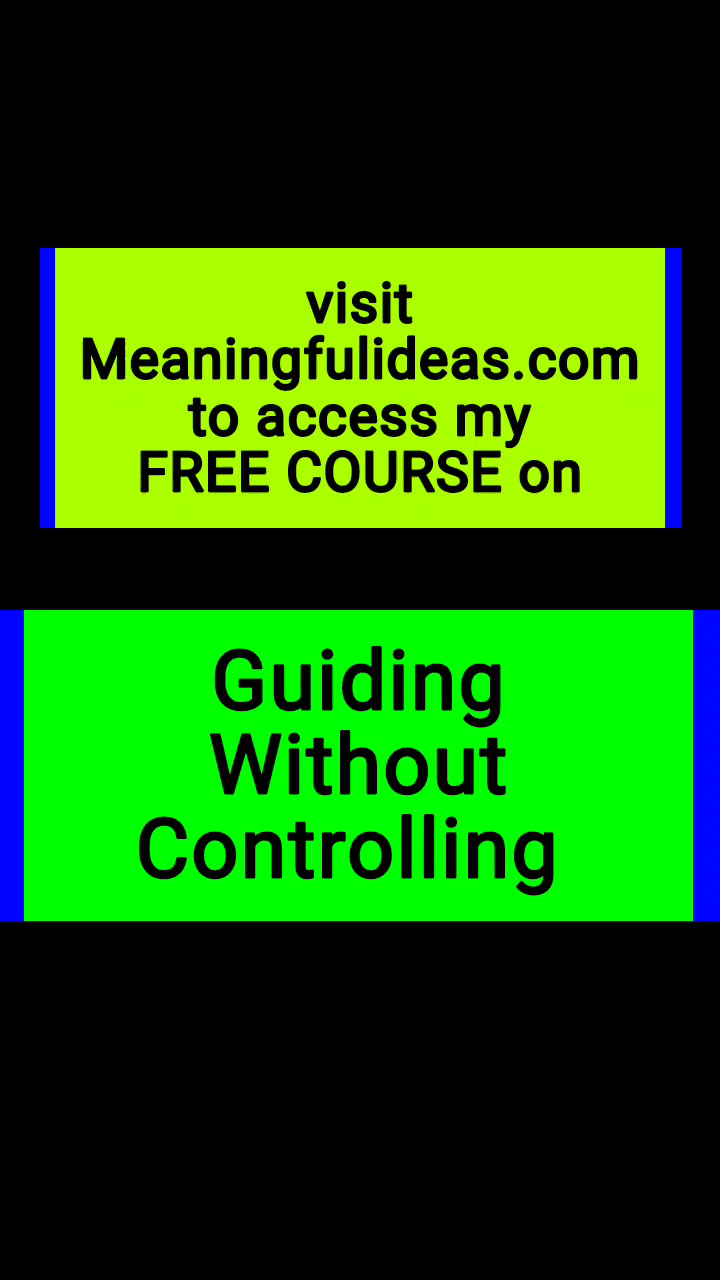 visit
Meaningfulideas.com
to access my
FREE COURSE on
Guiding
Without
Controlling